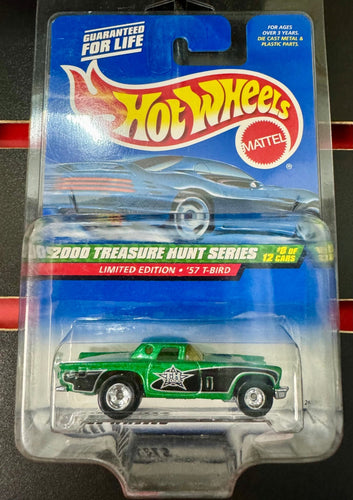 GUARANTEED
FOR LIFE
FOR AGES
OVER 3 YEARS.
DIE CAST METAL &
PLASTIC PARTS.
Hot Wheels
MATTEL
2000 TREASURE HUNT SERIES
#8 OF
12 CARS
LIMITED EDITION • '57 T-BIRD